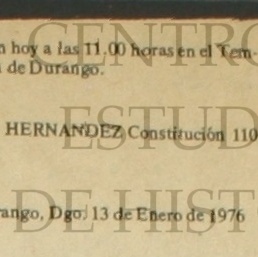 n hoy a las 11.00 horas en el Tem-
de Durango.
HERNANDEZ Constitución 110
rango, Dgo. 13 de Enero de 1976
CENTRO
ESTUD
DE HIST